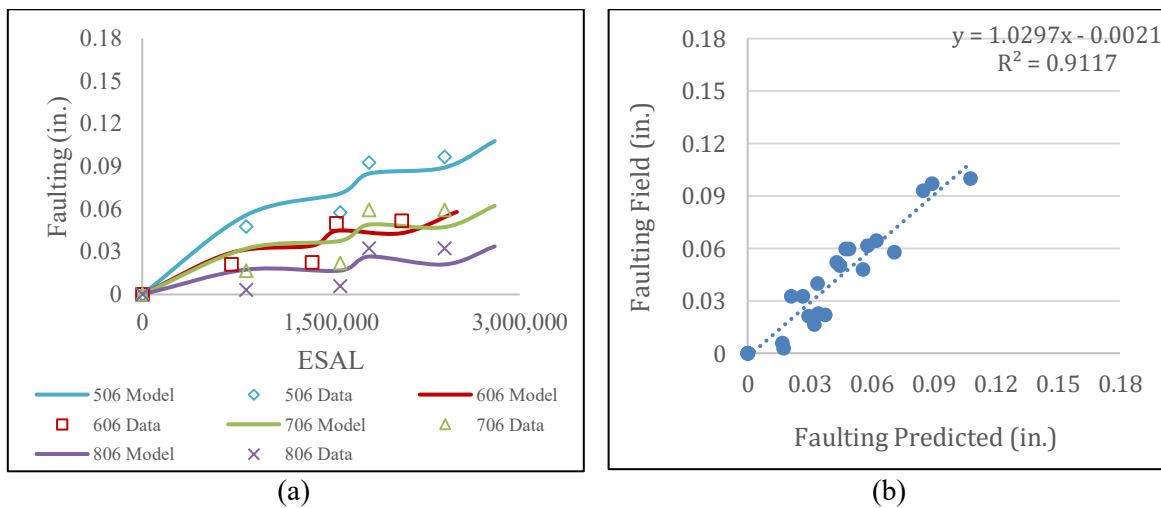 0.18
0.15
0.12
0.09
0.06
0.03
0
Faulting (in.)
0 1,500,000 3,000,000
ESAL
506 Model 506 Data 606 Model
606 Data 706 Model 706 Data
806 Model 806 Data
(a)
y = 1.0297x - 0.0021
R² = 0.9117
0.18
0.15
0.12
0.09
0.06
0.03
0
Faulting Field (in.)
0 0.03 0.06 0.09 0.12 0.15 0.18
Faulting Predicted (in.)
(b)